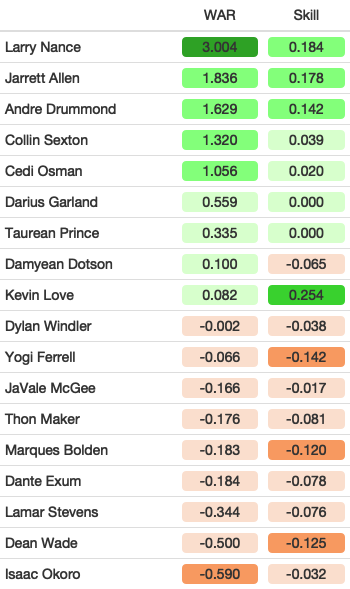 WAR Skill
Larry Nance 3.004 0.184
Jarrett Allen 1.836 0.178
Andre Drummond 1.629 0.142
Collin Sexton 1.320 0.039
Cedi Osman 1.056 0.020
Darius Garland 0.559 0.000
Taurean Prince 0.335 0.000
Damyean Dotson 0.100 -0.065
Kevin Love 0.082 0.254
Dylan Windler -0.002 -0.038
Yogi Ferrell -0.066 -0.142
JaVale McGee -0.166 -0.017
Thon Maker -0.176 -0.081
Marques Bolden -0.183 -0.120
Dante Exum -0.184 -0.078
Lamar Stevens -0.344 -0.076
Dean Wade -0.500 -0.125
Isaac Okoro -0.590 -0.032